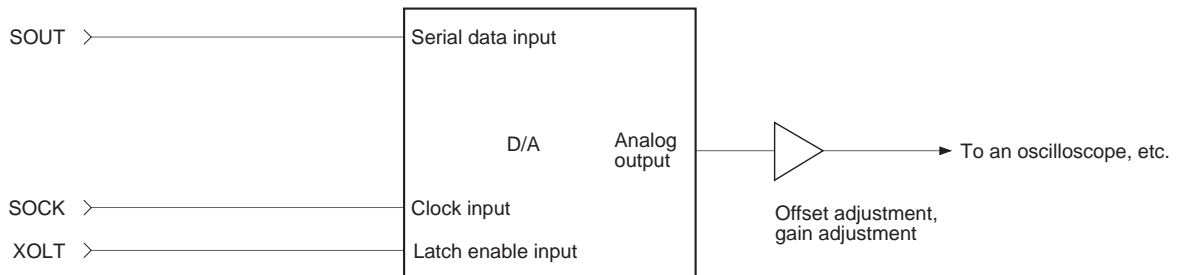 SOUT
Serial data input
D/A
Analog
output
To an oscilloscope, etc.
SOCK
Clock input
Offset adjustment,
gain adjustment
XOLT
Latch enable input